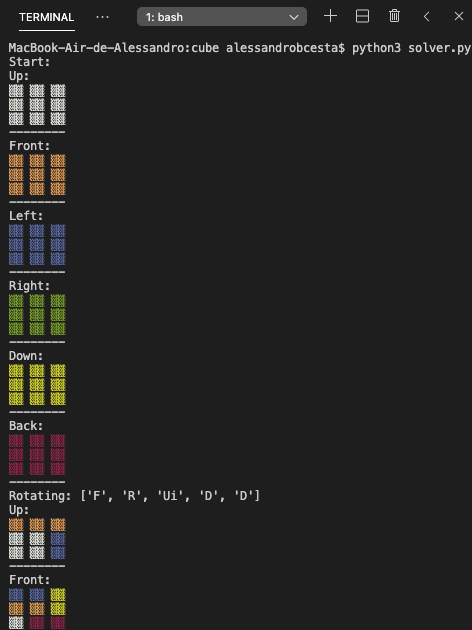 TERMINAL ... 1: bash
MacBook-Air-de-Alessandro:cube alessandrobcesta$ python3 solver.py
Start:
Up:
--------
Front:
--------
Left:
--------
Right:
--------
Down:
--------
Back:
--------
Rotating: ['F', 'R', 'Ui', 'D', 'D']
Up:
--------
Front: